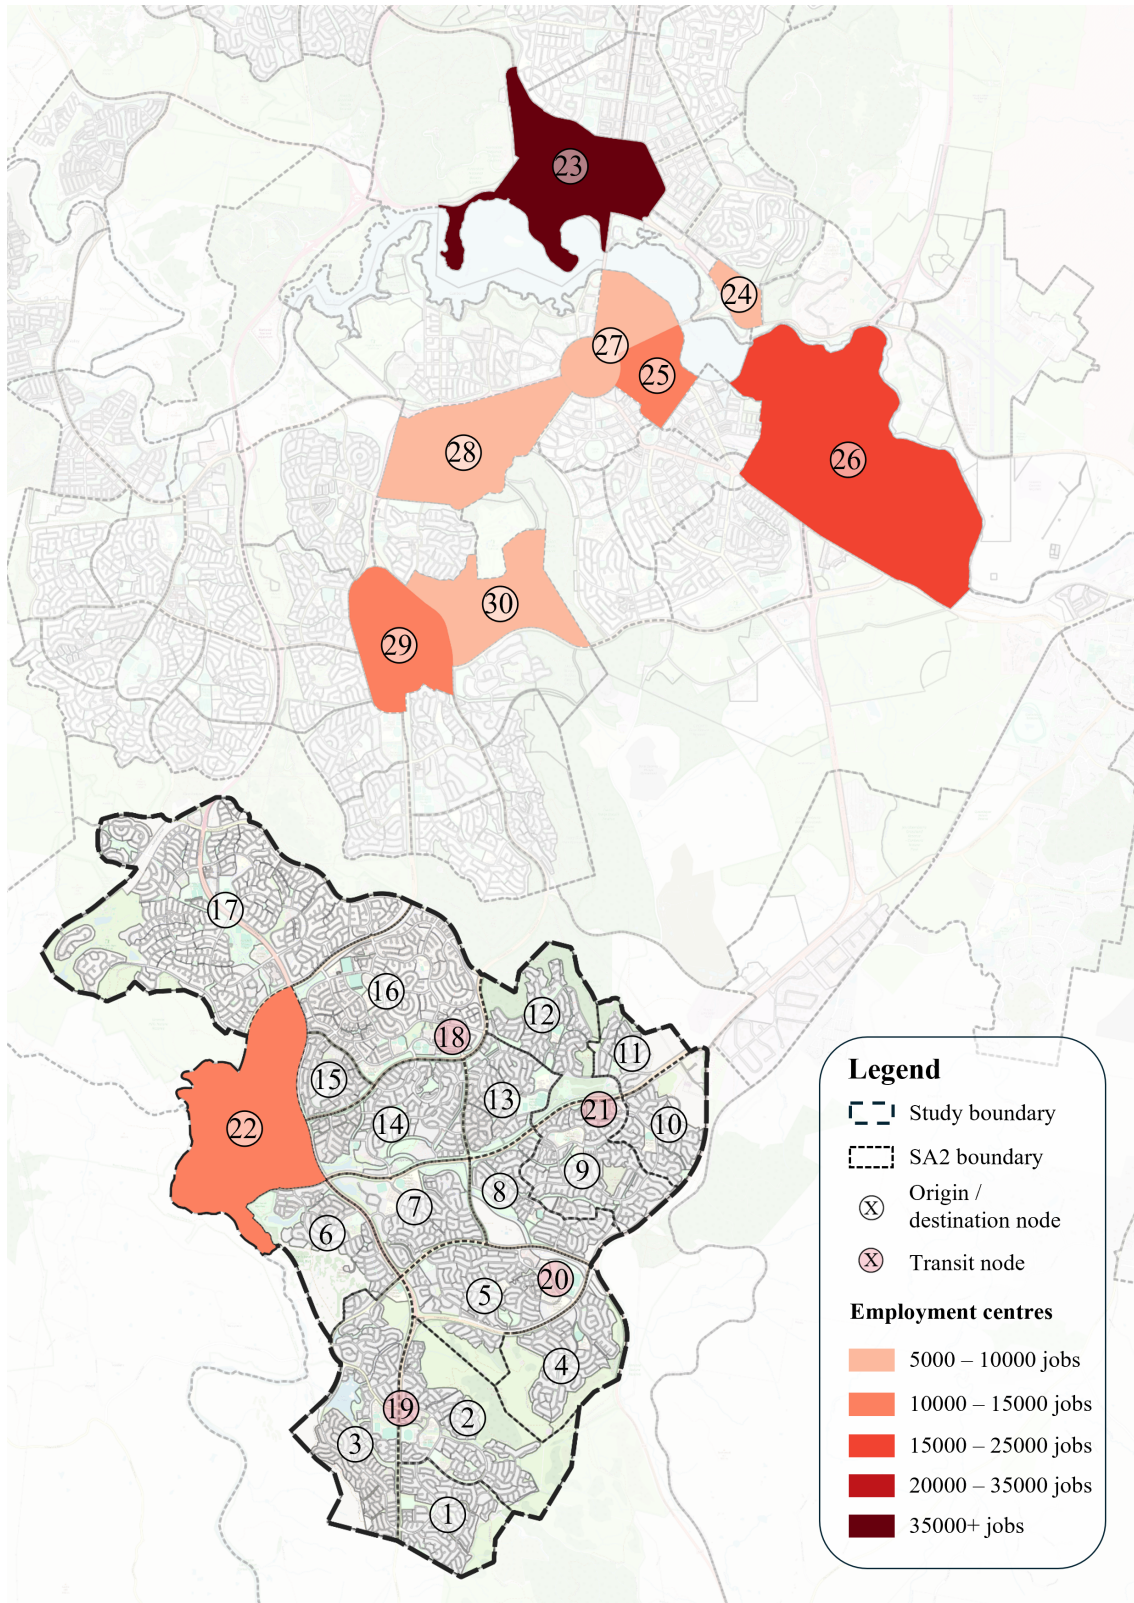 23
24
27
25
28
26
30
29
17
16
12
18
11
15
13
21
14
10
22
9
8
7
6
20
5
4
19
2
3
1
Legend
Study boundary
SA2 boundary
X
Origin /
destination node
X
Transit node
Employment centres
5000 – 10000 jobs
10000 – 15000 jobs
15000 – 25000 jobs
20000 – 35000 jobs
35000+ jobs